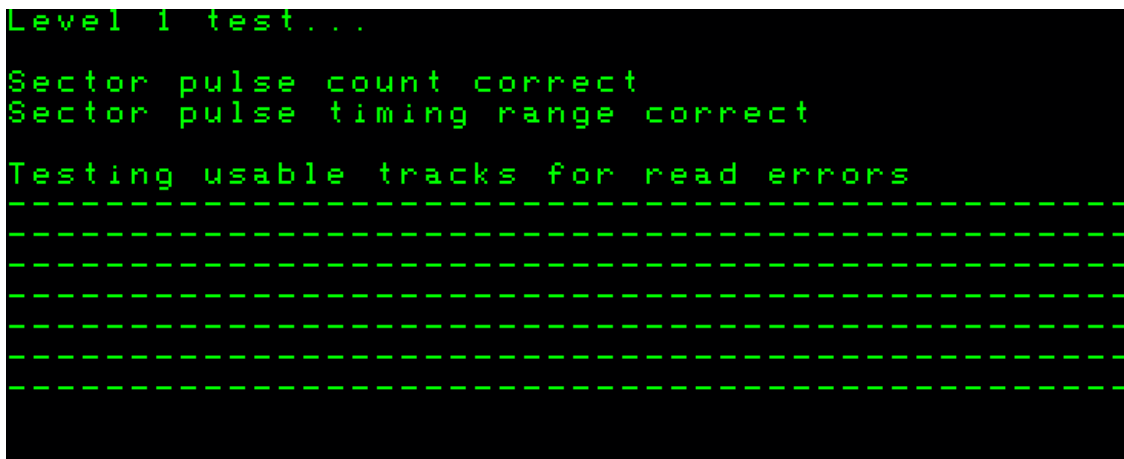 Level 1 test...
Sector pulse count correct
Sector pulse timing range correct
Testing usable tracks for read errors
----------------------------------------------
----------------------------------------------
----------------------------------------------
----------------------------------------------
----------------------------------------------
----------------------------------------------
----------------------------------------------